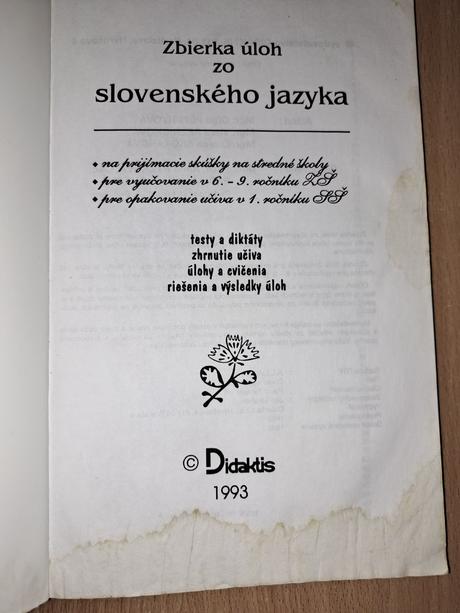 Zbierka úloh
zo
slovenského jazyka
• na prijímacie skúšky na stredné školy
• pre vyučovanie v 6. – 9. ročníku ZŠ
• pre opakovanie učiva v 1. ročníku SŠ
testy a diktáty
zhrnutie učiva
úlohy a cvičenia
riešenia a výsledky úloh
© Didaktis
1993